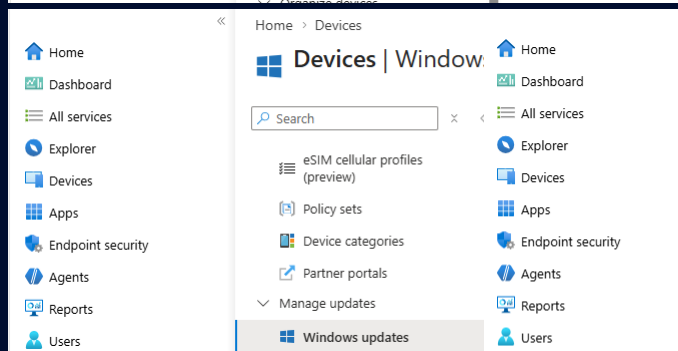 «
Home
Dashboard
All services
Explorer
Devices
Apps
Endpoint security
Agents
Reports
Users
Home > Devices
Devices | Window
Search
eSIM cellular profiles
(preview)
Policy sets
Device categories
Partner portals
Manage updates
Windows updates
Home
Dashboard
All services
Explorer
Devices
Apps
Endpoint security
Agents
Reports
Users